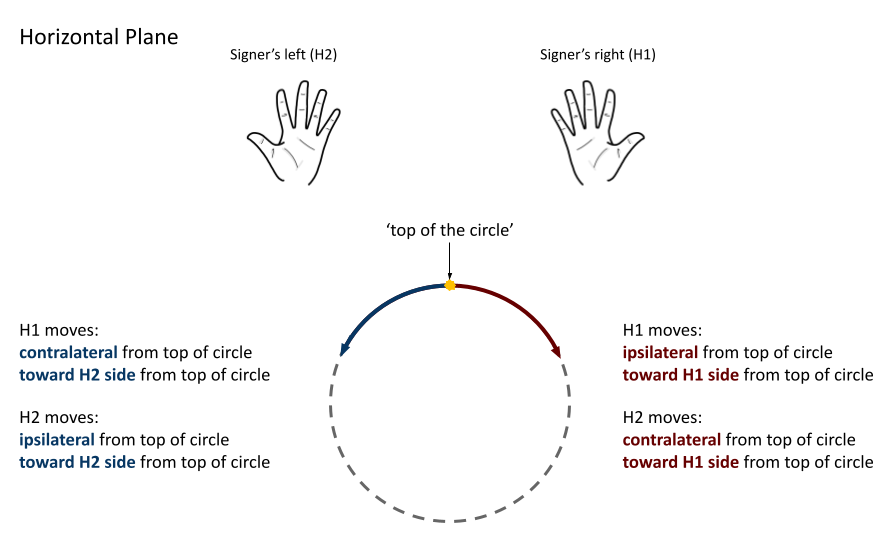 Horizontal Plane
Signer’s left (H2)
Signer’s right (H1)
‘top of the circle’
H1 moves:
contralateral from top of circle
toward H2 side from top of circle
H2 moves:
ipsilateral from top of circle
toward H2 side from top of circle
H1 moves:
ipsilateral from top of circle
toward H1 side from top of circle
H2 moves:
contralateral from top of circle
toward H1 side from top of circle